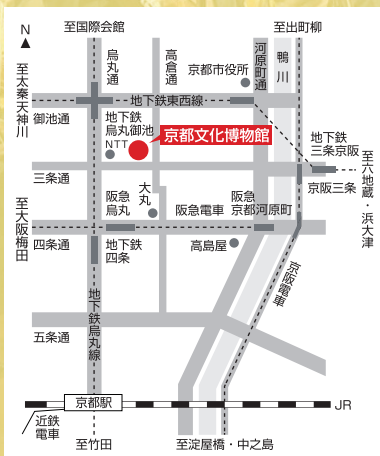 至国際会館
至出町柳
N
烏丸通
高倉通
河原町通
鴨川
京都市役所
至太秦天神川
地下鉄東西線
御池通
地下鉄
烏丸御池
NTT
京都文化博物館
地下鉄
三条京阪
三条通
京阪三条
至六地蔵・浜大津
至大阪梅田
阪急
烏丸
大丸
阪急電車
阪急
京都河原町
四条通
地下鉄
四条
高島屋
京阪電車
地下鉄烏丸線
五条通
京都駅
JR
近鉄
電車
至竹田
至淀屋橋・中之島